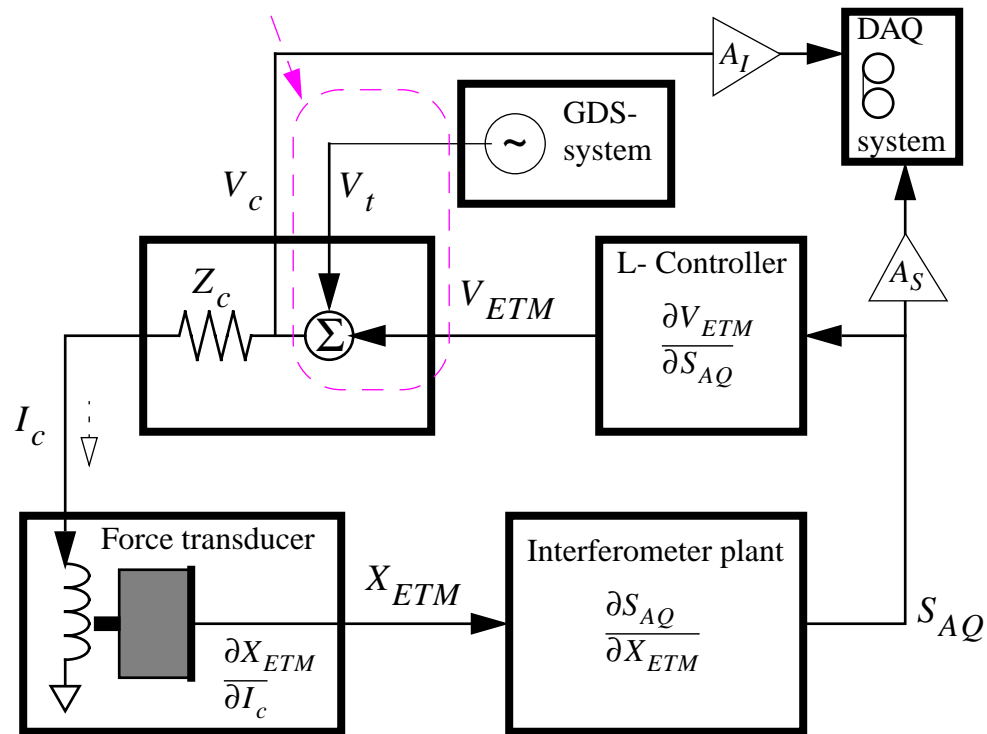 A_I
DAQ
system
GDS-
system
~
V_c
V_t
Z_c
Σ
V_ETM
L- Controller
∂V_ETM
∂S_AQ
A_S
I_c
Force transducer
∂X_ETM
∂I_c
X_ETM
Interferometer plant
∂S_AQ
∂X_ETM
S_AQ